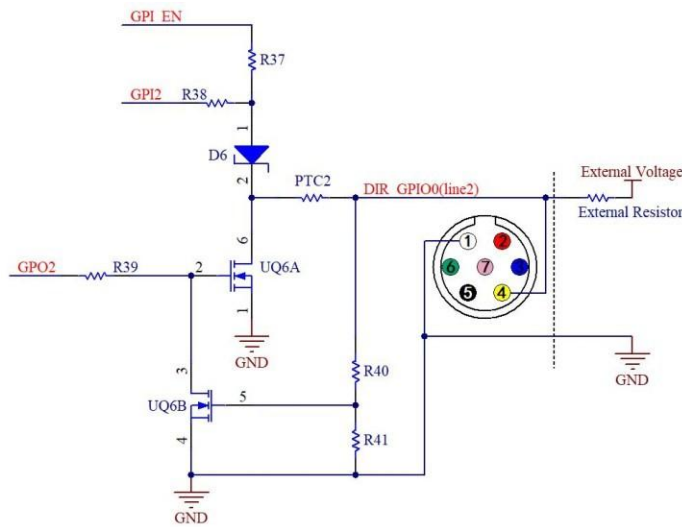 GPI_EN
R37
GPI2
R38
1
D6
2
PTC2
DIR_GPIO0(line2)
External Voltage
External Resistor
1
2
6
7
3
5
4
6
GPO2
R39
2
UQ6A
1
GND
GND
3
R40
UQ6B
5
4
R41
GND